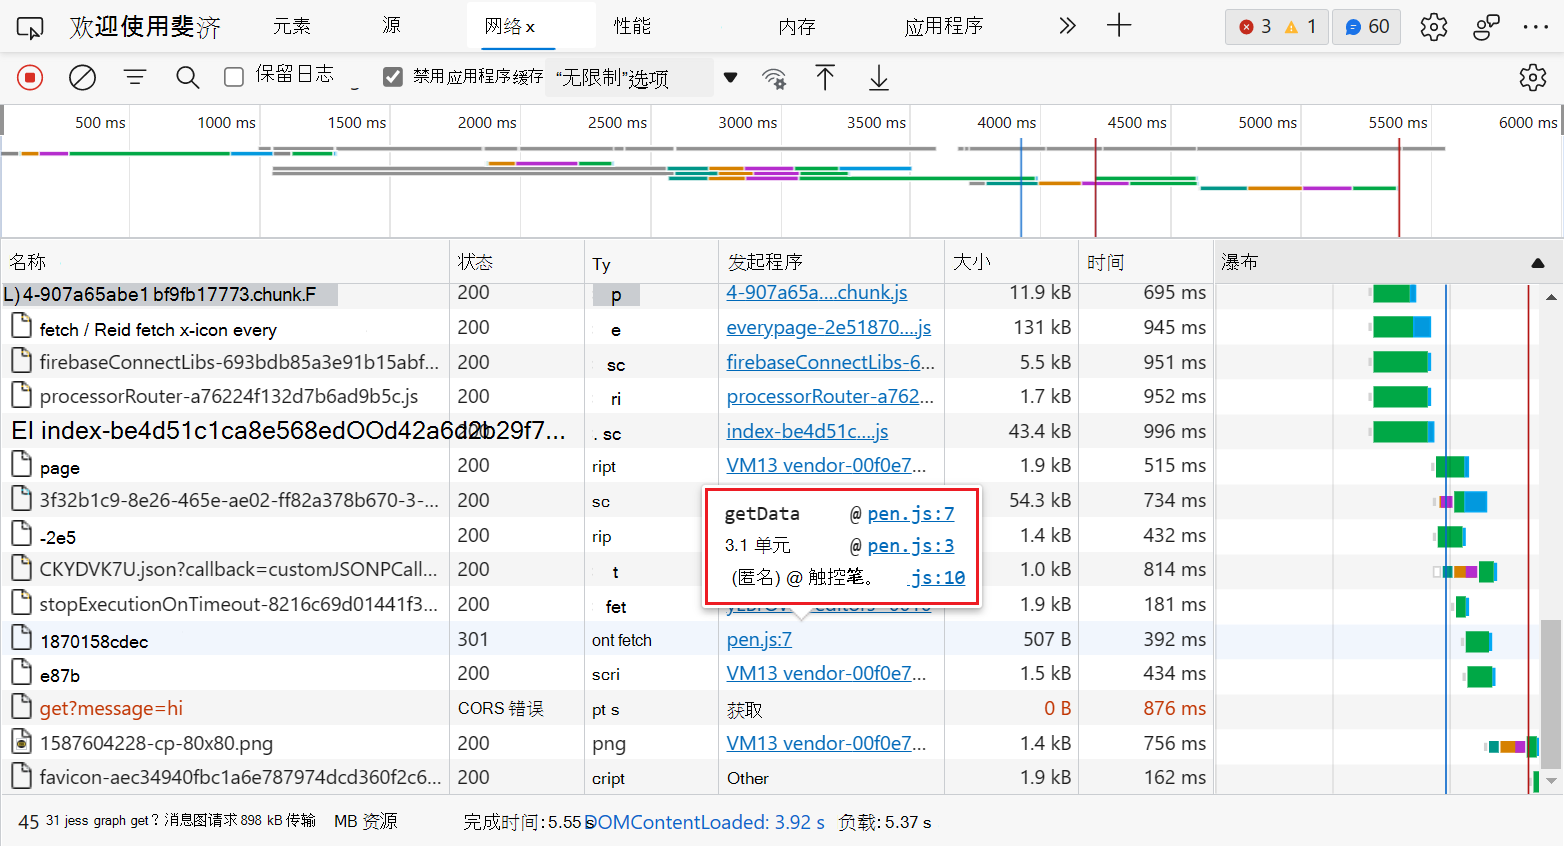 欢迎使用斐济 元素 源 网络 x 性能 内存 应用程序 3 1 60
保留日志 禁用应用程序缓存 “无限制”选项
500 ms 1000 ms 1500 ms 2000 ms 2500 ms 3000 ms 3500 ms 4000 ms 4500 ms 5000 ms 5500 ms 6000 ms
名称 状态 Ty 发起程序 大小 时间 瀑布
L)4-907a65abe1bf9fb17773.chunk.F 200 p 4-907a65a....chunk.js 11.9 kB 695 ms
fetch / Reid fetch x-icon every 200 e everypage-2e51870....js 131 kB 945 ms
firebaseConnectLibs-693bdb85a3e91b15abf... 200 sc firebaseConnectLibs-6... 5.5 kB 951 ms
processorRouter-a76224f132d7b6ad9b5c.js 200 ri processorRouter-a762... 1.7 kB 952 ms
EI index-be4d51c1ca8e568edOOd42a6d2b29f7... . sc index-be4d51c....js 43.4 kB 996 ms
page 200 ript VM13 vendor-00f0e7... 1.9 kB 515 ms
3f32b1c9-8e26-465e-ae02-ff82a378b670-3-... 200 sc 54.3 kB 734 ms
-2e5 200 rip 1.4 kB 432 ms
CKYDVK7U.json?callback=customJSONPCall... 200 t 1.0 kB 814 ms
stopExecutionOnTimeout-8216c69d01441f3... 200 fet 1.9 kB 181 ms
getData @ pen.js:7
3.1 单元 @ pen.js:3
(匿名) @ 触控笔。 js:10
1870158cdec 301 ont fetch pen.js:7 507 B 392 ms
e87b 200 scri VM13 vendor-00f0e7... 1.5 kB 434 ms
get?message=hi CORS 错误 pt s 获取 0 B 876 ms
1587604228-cp-80x80.png 200 png VM13 vendor-00f0e7... 1.4 kB 756 ms
favicon-aec34940fbc1a6e787974dcd360f2c6... 200 cript Other 1.9 kB 162 ms
45 31 jess graph get? 消息图请求 898 kB 传输 MB 资源 完成时间: 5.55 s DOMContentLoaded: 3.92 s 负载: 5.37 s